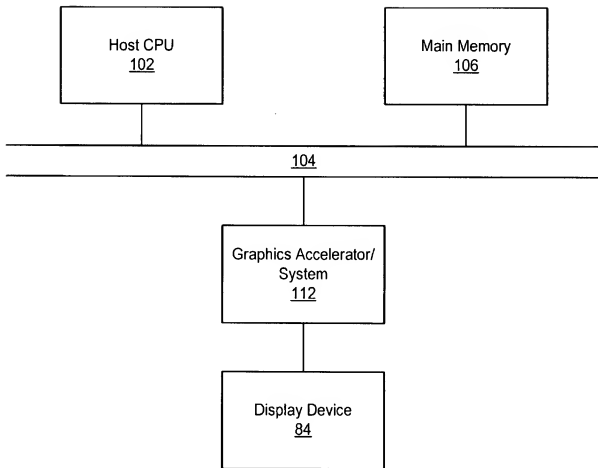 Host CPU
102
Main Memory
106
104
Graphics Accelerator/
System
112
Display Device
84